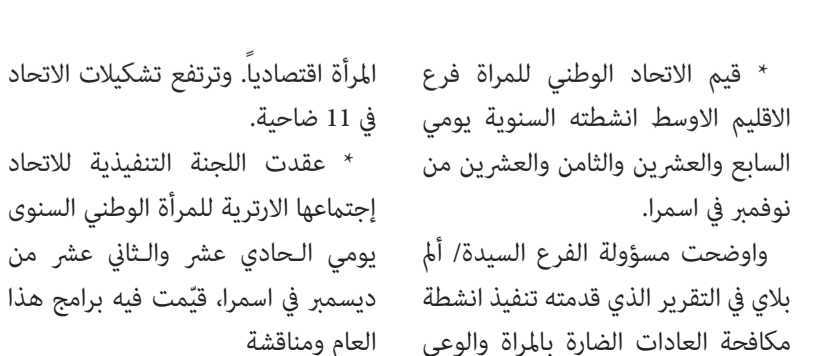 * قيم الاتحاد الوطني للمراة فرع
الاقليم الاوسط انشطته السنوية يومي
السابع والعشرين والثامن والعشرين من
نوفمبر في اسمرا.
واوضحت مسؤولة الفرع السيدة/ ألم
بلاي في التقرير الذي قدمته تنفيذ انشطة
مكافحة العادات الضارة بالمراة والوعي
المرأة اقتصادياً. وترتفع تشكيلات الاتحاد
في 11 ضاحية.
* عقدت اللجنة التنفيذية للاتحاد
إجتماعها الارترية للمرأة الوطني السنوى
يومي الـحادي عشر والـثاني عشر من
ديسمبر في اسمرا، قيّمت فيه برامج هذا
العام ومناقشة